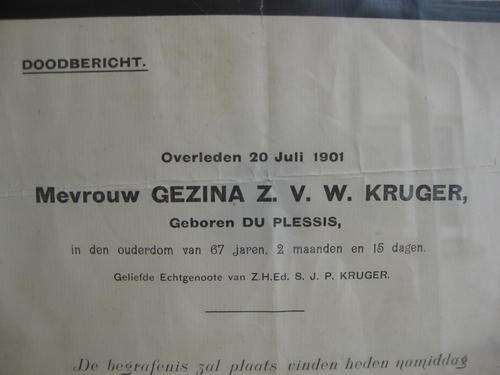 DOODBERICHT.
Overleden 20 Juli 1901
Mevrouw GEZINA Z. V. W. KRUGER,
Geboren DU PLESSIS,
in den ouderdom van 67 jaren, 2 maanden en 15 dagen.
Geliefde Echtgenoote van Z.H.Ed. S. J. P. KRUGER.
De begrafenis zal plaats vinden heden namiddag